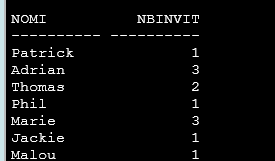 NOMI NBINVIT
---------- ----------
Patrick 1
Adrian 3
Thomas 2
Phil 1
Marie 3
Jackie 1
Malou 1